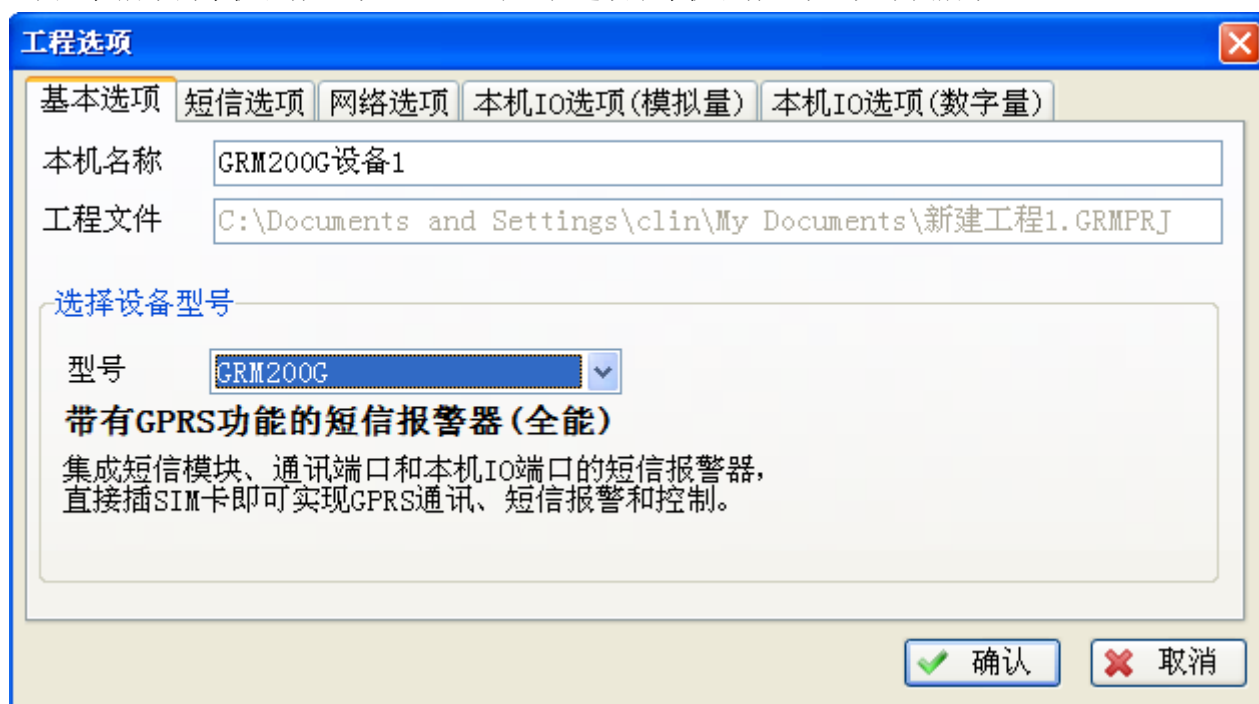 工程选项
基本选项 短信选项 网络选项 本机IO选项(模拟量) 本机IO选项(数字量)
本机名称 GRM200G设备1
工程文件 C:\Documents and Settings\clin\My Documents\新建工程1.GRMPRJ
选择设备型号
型号 GRM200G
带有GPRS功能的短信报警器(全能)
集成短信模块、通讯端口和本机IO端口的短信报警器，
直接插SIM卡即可实现GPRS通讯、短信报警和控制。
确认 取消